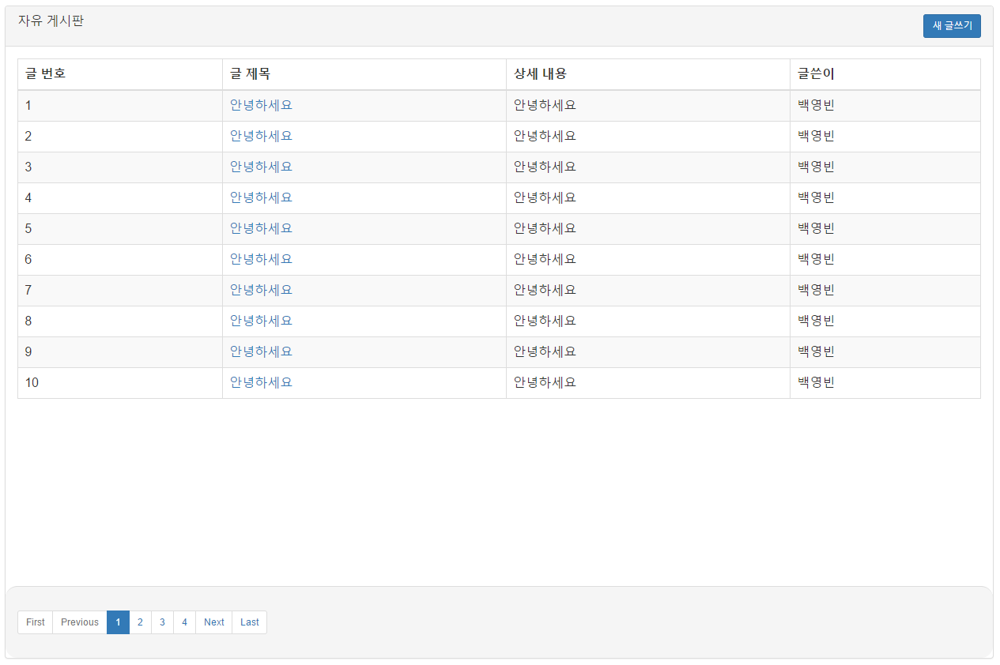 자유 게시판 새 글쓰기
글 번호 글 제목 상세 내용 글쓴이
1 안녕하세요 안녕하세요 백영빈
2 안녕하세요 안녕하세요 백영빈
3 안녕하세요 안녕하세요 백영빈
4 안녕하세요 안녕하세요 백영빈
5 안녕하세요 안녕하세요 백영빈
6 안녕하세요 안녕하세요 백영빈
7 안녕하세요 안녕하세요 백영빈
8 안녕하세요 안녕하세요 백영빈
9 안녕하세요 안녕하세요 백영빈
10 안녕하세요 안녕하세요 백영빈
First Previous 1 2 3 4 Next Last